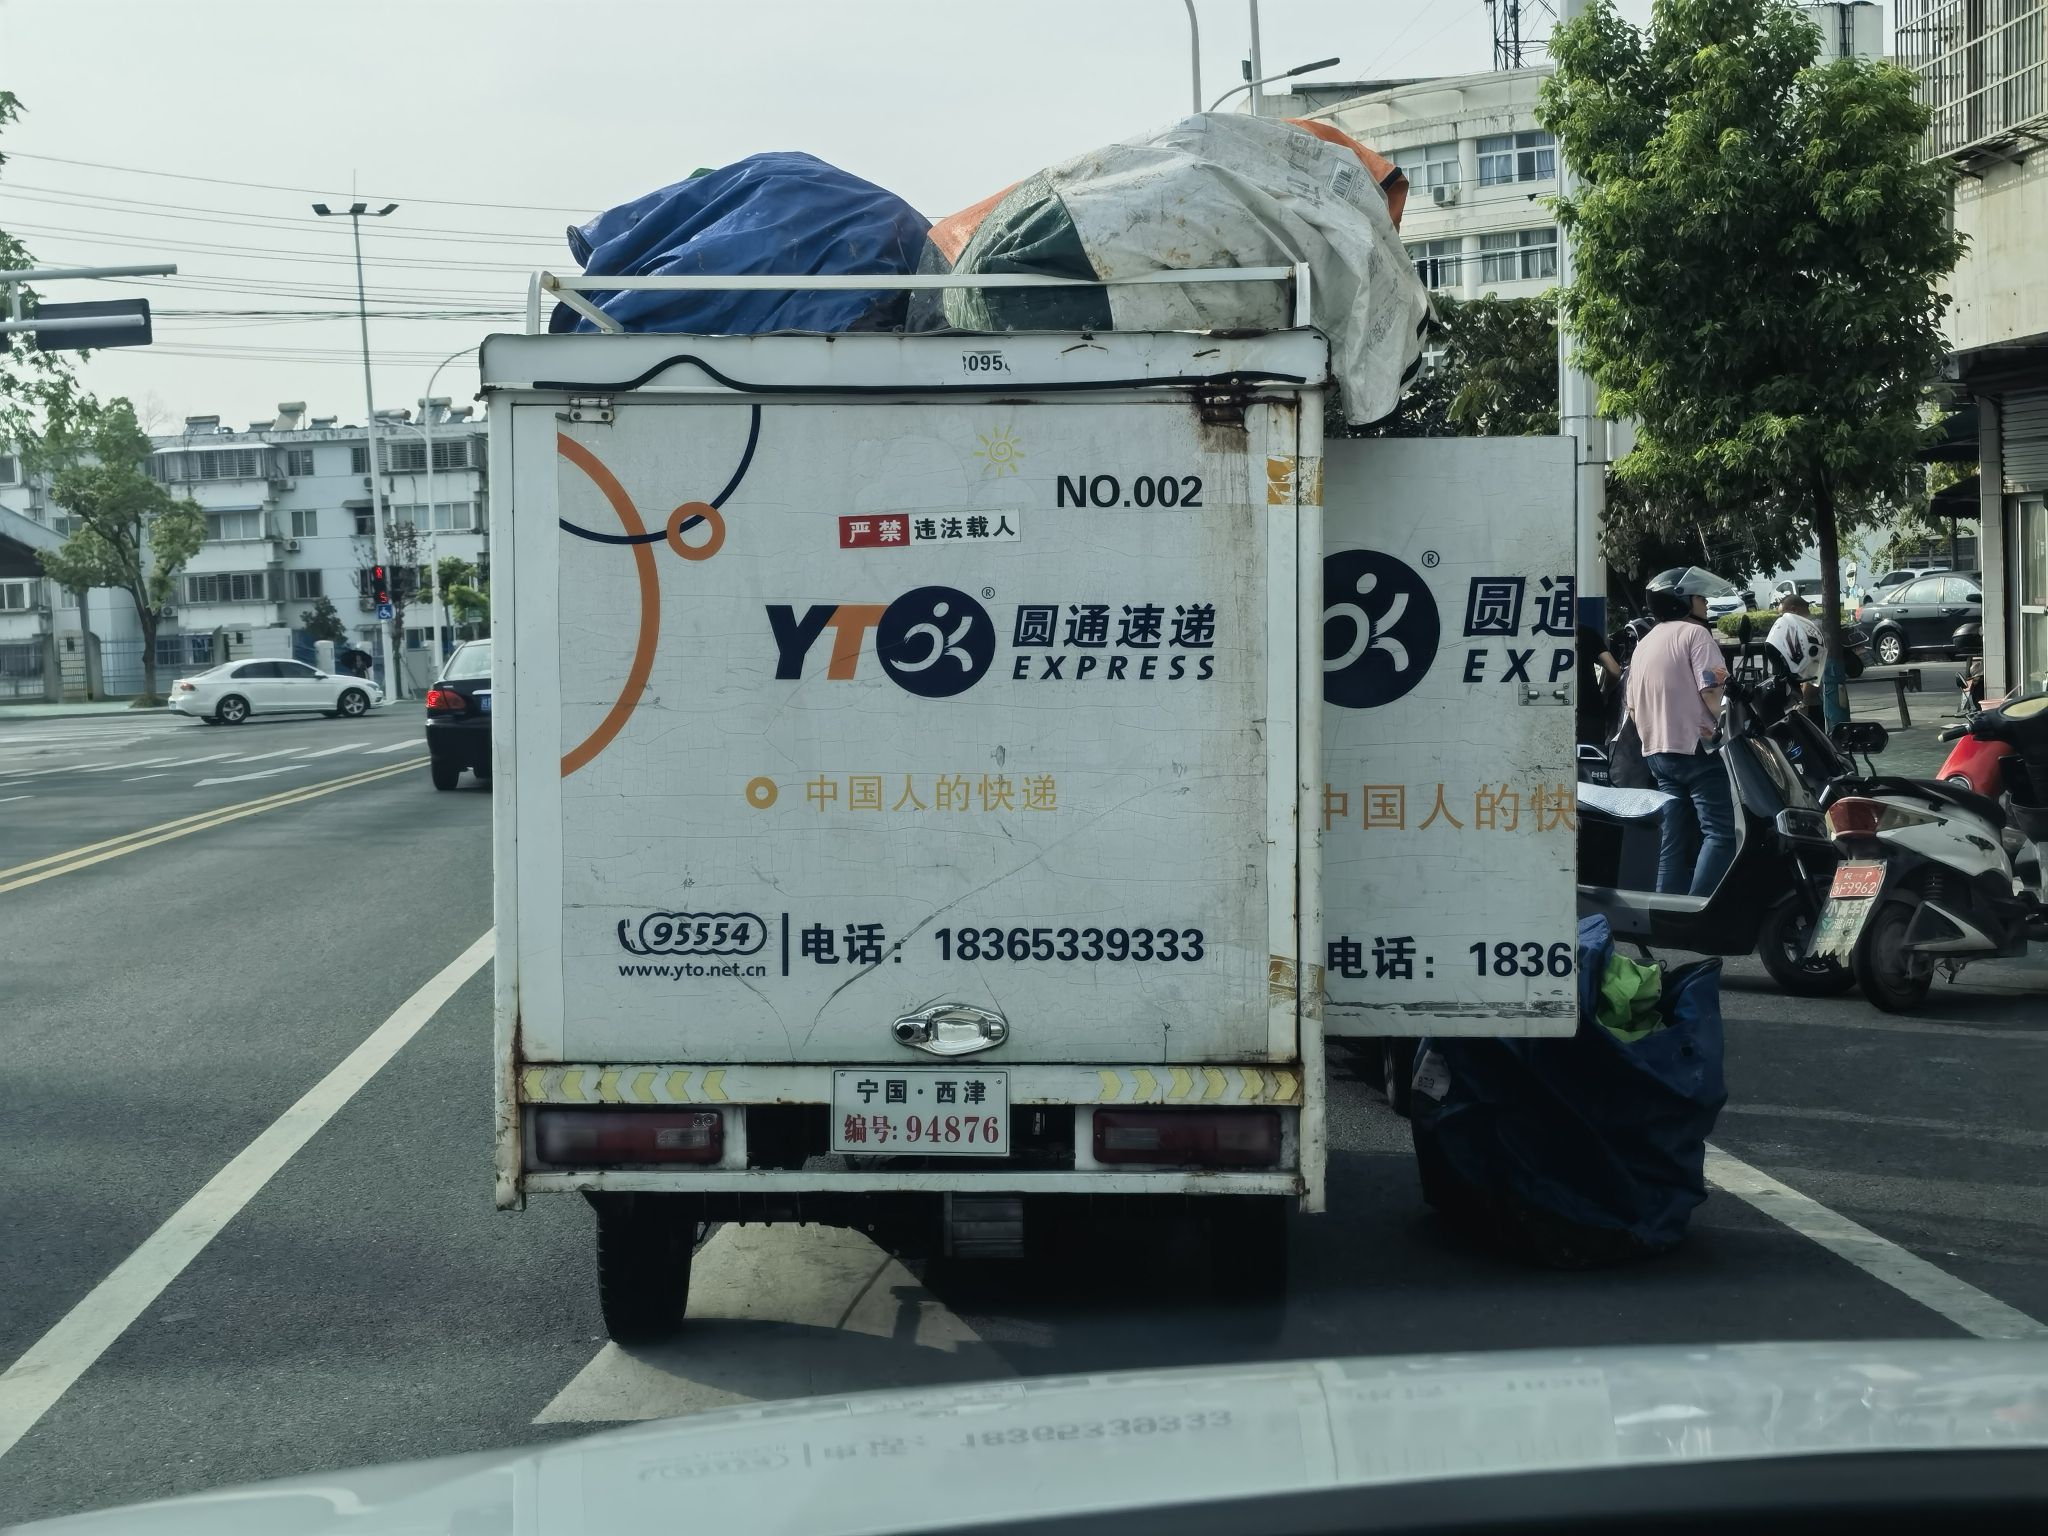 NO.002
严禁 违法载人
YTO® 圆通速递
EXPRESS
中国人的快递
95554
www.yto.net.cn
电话：18365339333
宁国·西津
编号:94876
®
圆通
EXP
中国人的快
电话：1836